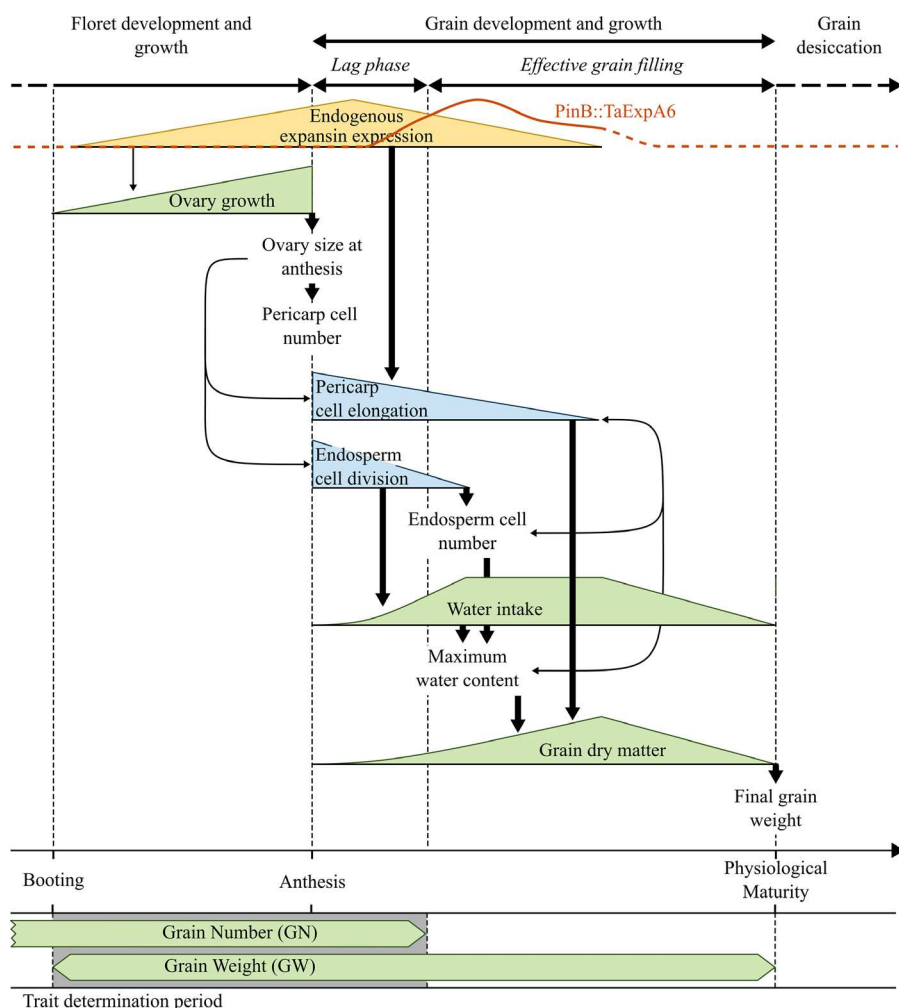 Floret development and
growth
Grain development and growth
Grain
desiccation
Lag phase
Effective grain filling
PinB::TaExpA6
Endogenous
expansin expression
Ovary growth
Ovary size at
anthesis
Pericarp cell
number
Pericarp
cell elongation
Endosperm
cell division
Endosperm cell
number
Water intake
Maximum
water content
Grain dry matter
Final grain
weight
Booting
Anthesis
Physiological
Maturity
Grain Number (GN)
Grain Weight (GW)
Trait determination period